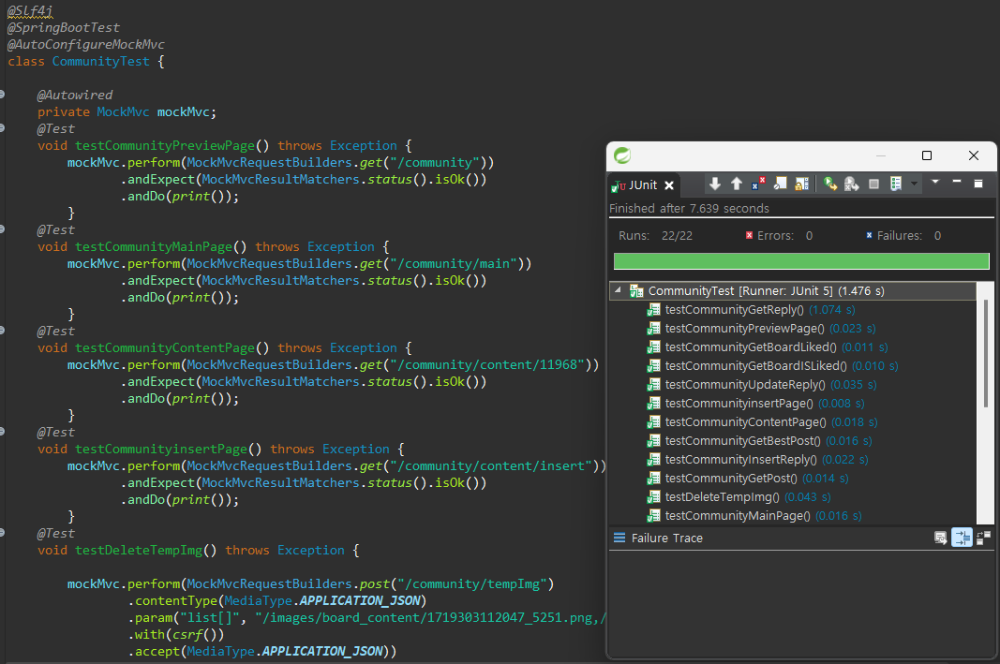 @Slf4j
@SpringBootTest
@AutoConfigureMockMvc
class CommunityTest {
@Autowired
private MockMvc mockMvc;
@Test
void testCommunityPreviewPage() throws Exception {
mockMvc.perform(MockMvcRequestBuilders.get("/community"))
.andExpect(MockMvcResultMatchers.status().isOk())
.andDo(print());
}
@Test
void testCommunityMainPage() throws Exception {
mockMvc.perform(MockMvcRequestBuilders.get("/community/main"))
.andExpect(MockMvcResultMatchers.status().isOk())
.andDo(print());
}
@Test
void testCommunityContentPage() throws Exception {
mockMvc.perform(MockMvcRequestBuilders.get("/community/content/11968"))
.andExpect(MockMvcResultMatchers.status().isOk())
.andDo(print());
}
@Test
void testCommunityinsertPage() throws Exception {
mockMvc.perform(MockMvcRequestBuilders.get("/community/content/insert"))
.andExpect(MockMvcResultMatchers.status().isOk())
.andDo(print());
}
@Test
void testDeleteTempImg() throws Exception {
mockMvc.perform(MockMvcRequestBuilders.post("/community/tempImg")
.contentType(MediaType.APPLICATION_JSON)
.param("list[]", "/images/board_content/1719303112047_5251.png,/
.with(csrf())
.accept(MediaType.APPLICATION_JSON))
JUnit
Finished after 7.639 seconds
Runs: 22/22 Errors: 0 Failures: 0
CommunityTest [Runner: JUnit 5] (1.476 s)
testCommunityGetReply() (1.074 s)
testCommunityPreviewPage() (0.023 s)
testCommunityGetBoardLiked() (0.011 s)
testCommunityGetBoardISLiked() (0.010 s)
testCommunityUpdateReply() (0.035 s)
testCommunityinsertPage() (0.008 s)
testCommunityContentPage() (0.018 s)
testCommunityGetBestPost() (0.016 s)
testCommunityInsertReply() (0.022 s)
testCommunityGetPost() (0.014 s)
testDeleteTempImg() (0.043 s)
testCommunityMainPage() (0.016 s)
Failure Trace